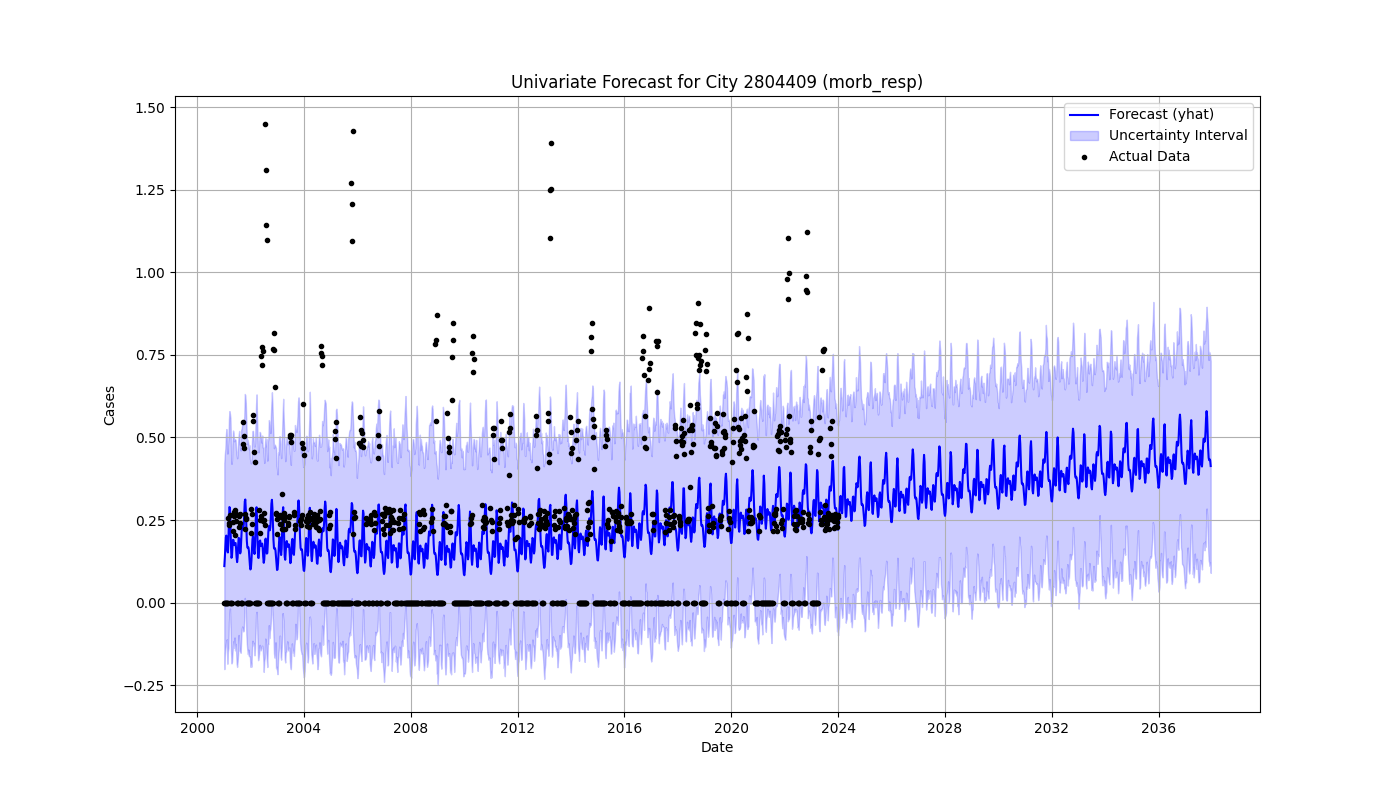 Univariate Forecast for City 2804409 (morb_resp)
Forecast (yhat)
Uncertainty Interval
Actual Data
Cases
1.50
1.25
1.00
0.75
0.50
0.25
0.00
−0.25
2000 2004 2008 2012 2016 2020 2024 2028 2032 2036
Date